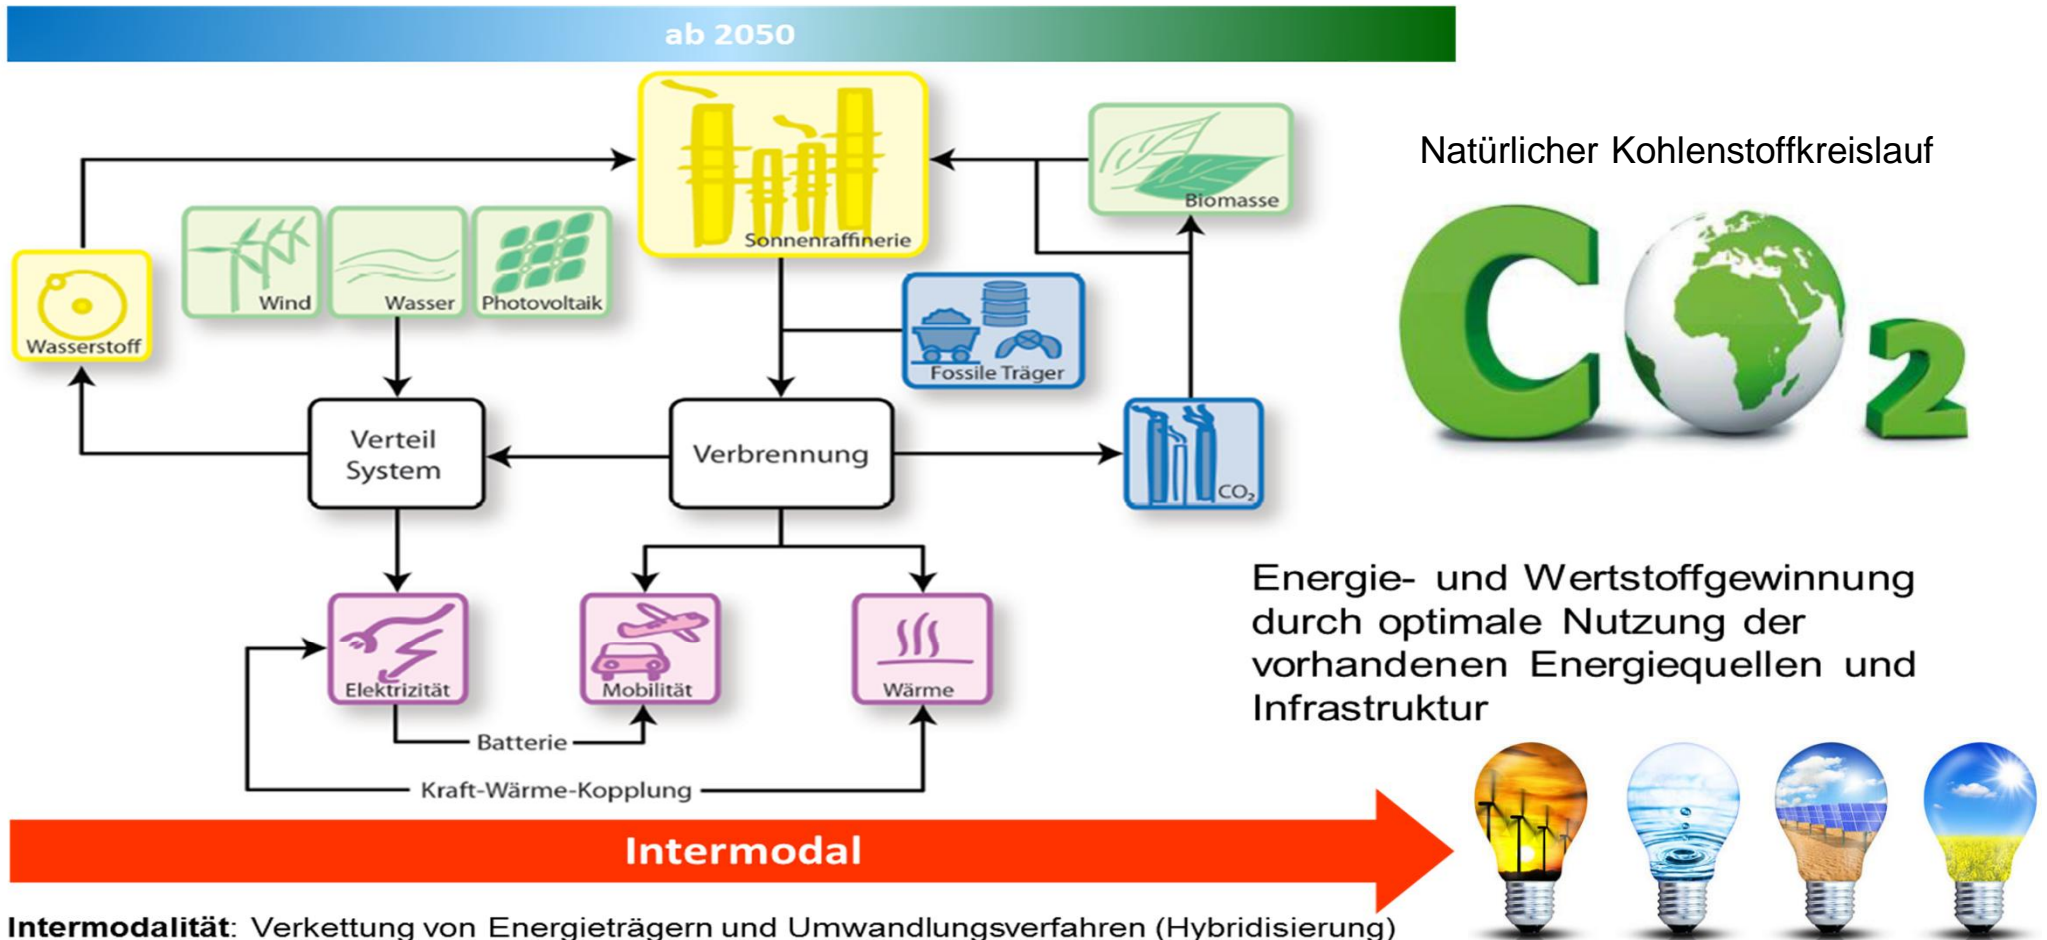 ab 2050
Natürlicher Kohlenstoffkreislauf
CO2
Biomasse
Sonnenraffinerie
Wind
Wasser
Photovoltaik
Wasserstoff
Fossile Träger
Verteil
System
Verbrennung
CO₂
Energie- und Wertstoffgewinnung
durch optimale Nutzung der
vorhandenen Energiequellen und
Infrastruktur
Elektrizität
Mobilität
Wärme
Batterie
Kraft-Wärme-Kopplung
Intermodal
Intermodalität: Verkettung von Energieträgern und Umwandlungsverfahren (Hybridisierung)